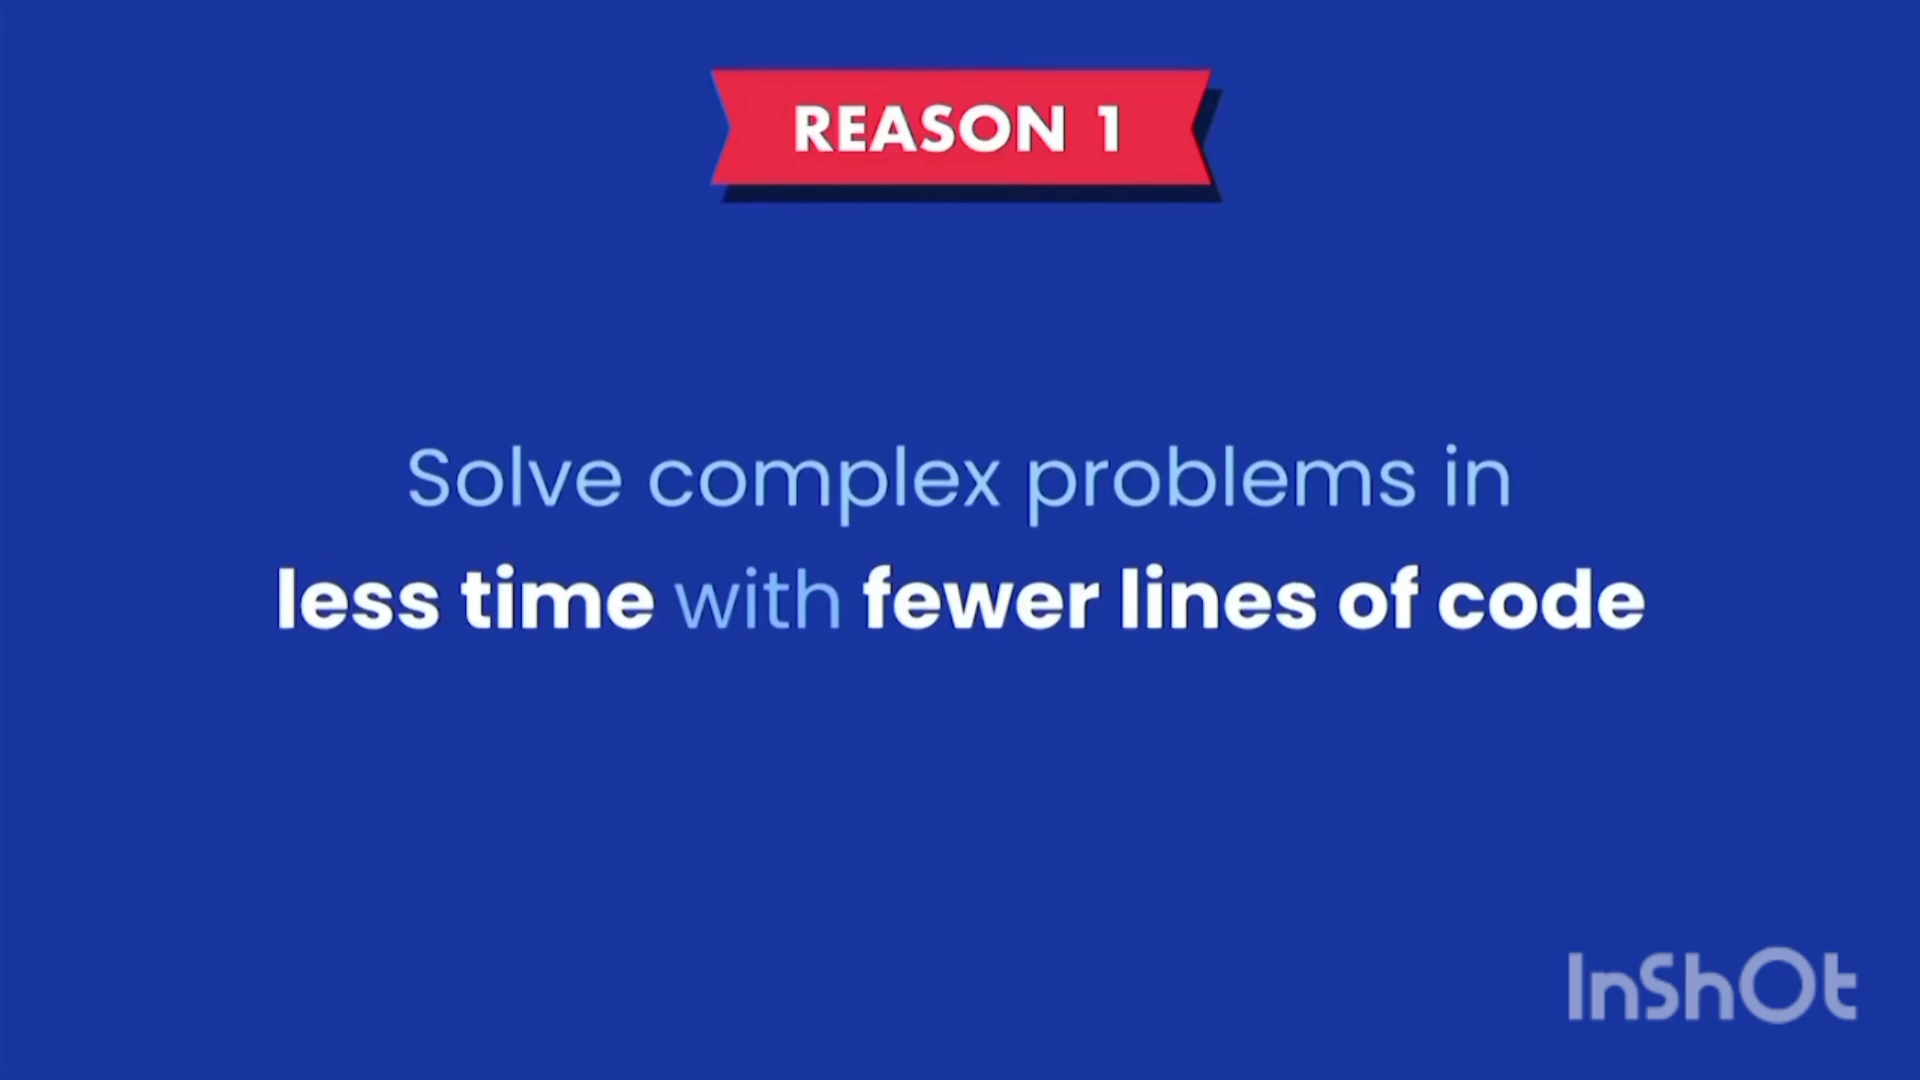 REASON 1
Solve complex problems in
less time with fewer lines of code
InShOt